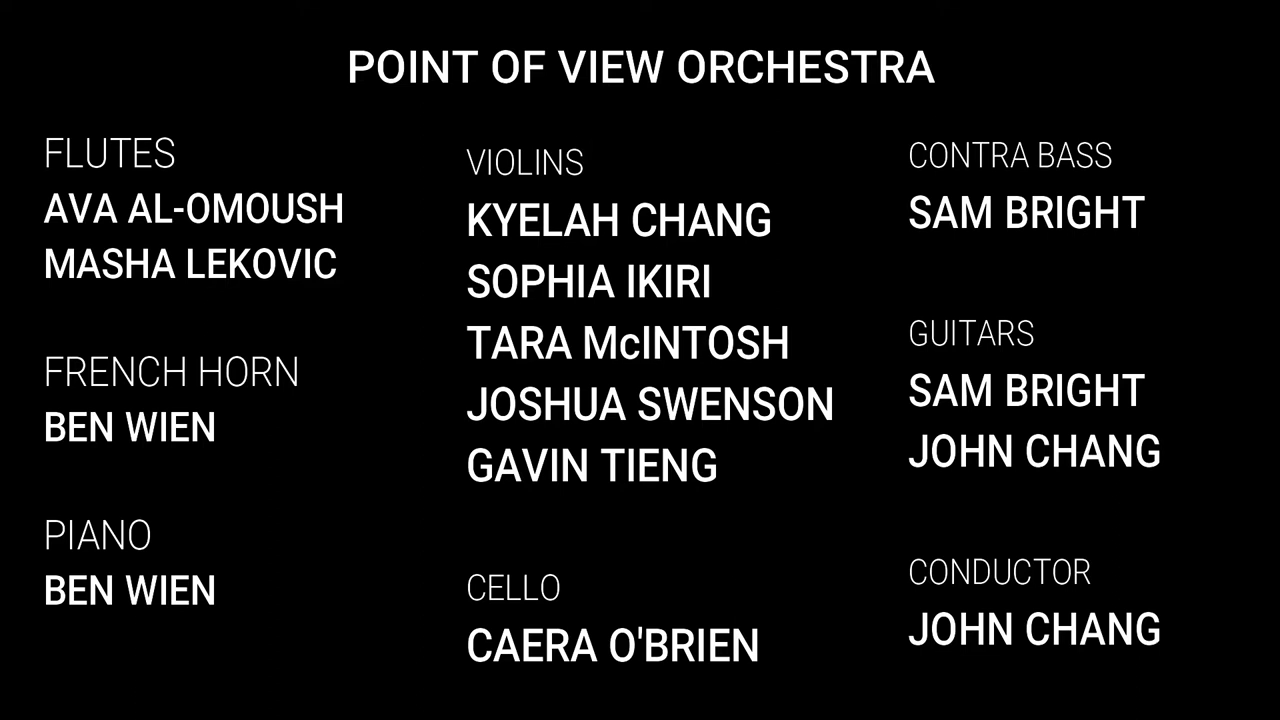 POINT OF VIEW ORCHESTRA
FLUTES
AVA AL-OMOUSH
MASHA LEKOVIC
FRENCH HORN
BEN WIEN
PIANO
BEN WIEN
VIOLINS
KYELAH CHANG
SOPHIA IKIRI
TARA McINTOSH
JOSHUA SWENSON
GAVIN TIENG
CELLO
CAERA O'BRIEN
CONTRA BASS
SAM BRIGHT
GUITARS
SAM BRIGHT
JOHN CHANG
CONDUCTOR
JOHN CHANG